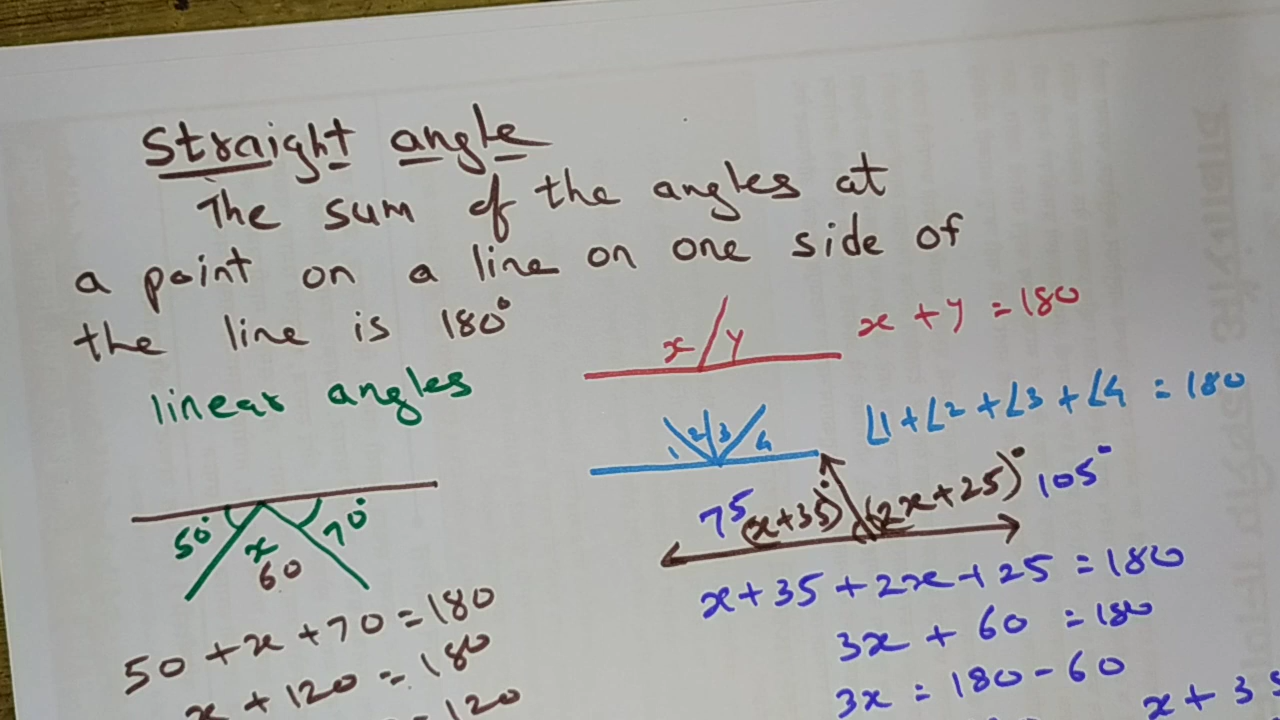 Straight angle
The sum of the angles at
a point on a line on one side of
the line is 180°
linear angles
x y
x + y = 180
1 2 3 4
∠1+∠2+∠3+∠4 = 180
50° x 70°
60
75 (x+35)° (2x+25)° 105°
50 + x + 70 = 180
x + 120 = 180
120
x + 35 + 2x + 25 = 180
3x + 60 = 180
3x = 180 - 60
x + 35